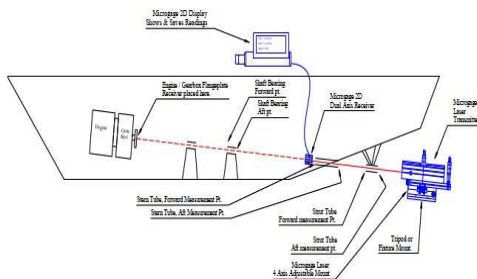 Microgage 2D Display
Shows & Saves Readings
Engine / Gearbox Flangeplate
Receiver placed here
Shaft Bearing
Forward pt.
Shaft Bearing
Aft pt.
Microgage 2D
Dual Axis Receiver
Microgage
Laser
Transmitter
Engine
Gear
Box
Stern Tube, Forward Measurement Pt.
Stern Tube, Aft Measurement Pt.
Strut Tube
Forward measurement Pt.
Strut Tube
Aft measurement pt.
Microgage Laser
4 Axis Adjustable Mount
Tripod or
Fixture Mount